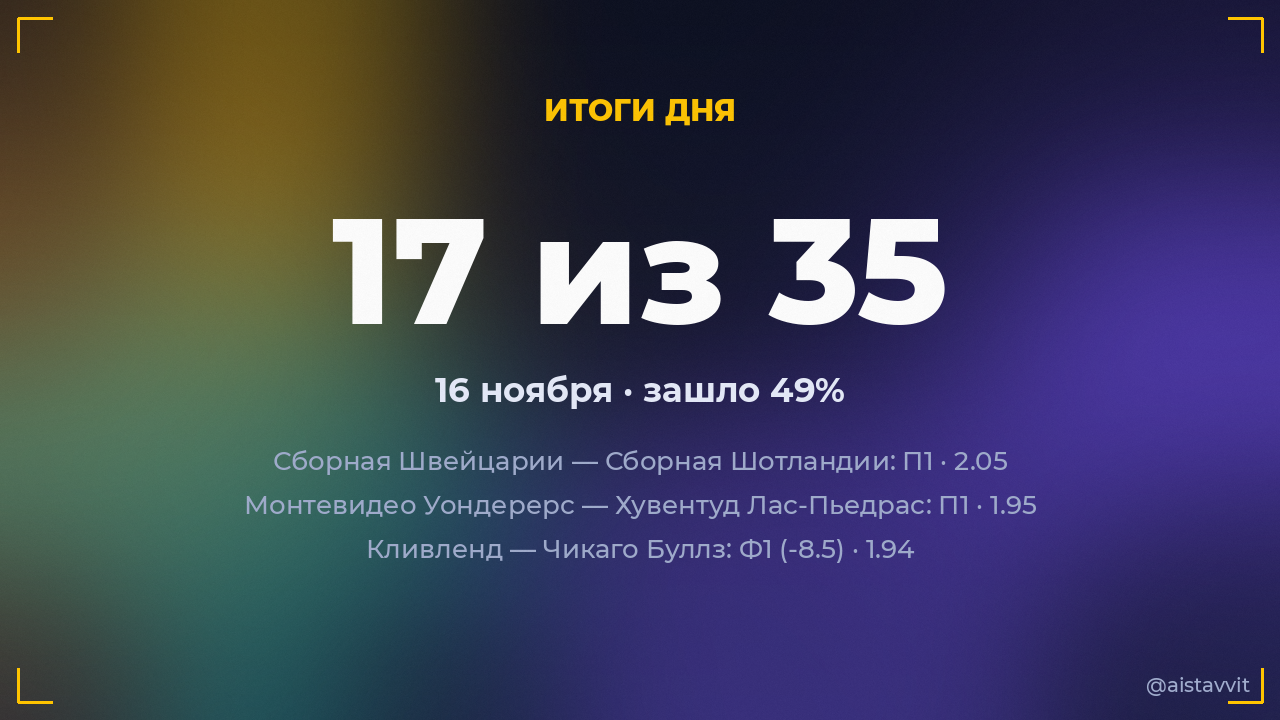 ИТОГИ ДНЯ
17 из 35
16 ноября · зашло 49%
Сборная Швейцарии — Сборная Шотландии: П1 · 2.05
Монтевидео Уондерерс — Хувентуд Лас-Пьедрас: П1 · 1.95
Кливленд — Чикаго Буллз: Ф1 (-8.5) · 1.94
@aistavvit